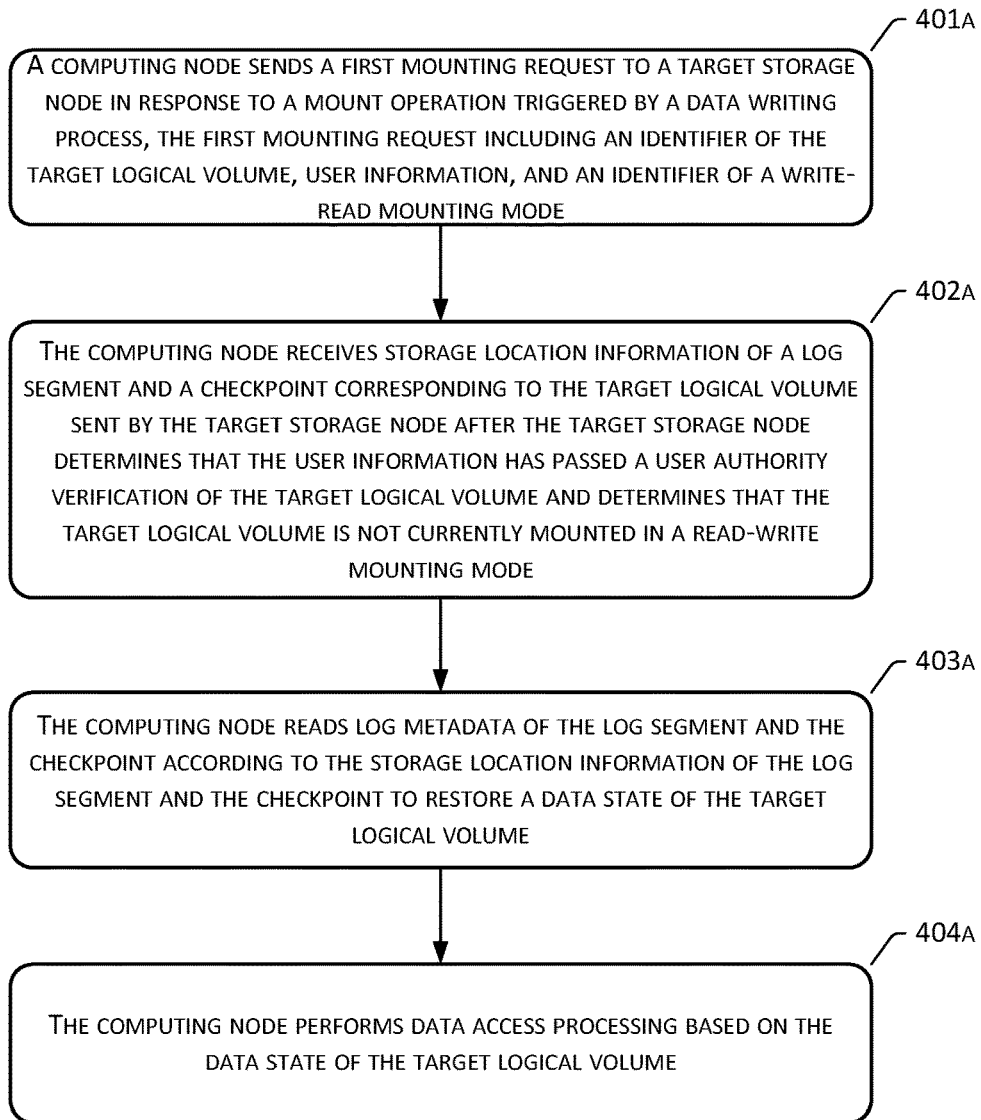 401A
A COMPUTING NODE SENDS A FIRST MOUNTING REQUEST TO A TARGET STORAGE
NODE IN RESPONSE TO A MOUNT OPERATION TRIGGERED BY A DATA WRITING
PROCESS, THE FIRST MOUNTING REQUEST INCLUDING AN IDENTIFIER OF THE
TARGET LOGICAL VOLUME, USER INFORMATION, AND AN IDENTIFIER OF A WRITE-
READ MOUNTING MODE
402A
THE COMPUTING NODE RECEIVES STORAGE LOCATION INFORMATION OF A LOG
SEGMENT AND A CHECKPOINT CORRESPONDING TO THE TARGET LOGICAL VOLUME
SENT BY THE TARGET STORAGE NODE AFTER THE TARGET STORAGE NODE
DETERMINES THAT THE USER INFORMATION HAS PASSED A USER AUTHORITY
VERIFICATION OF THE TARGET LOGICAL VOLUME AND DETERMINES THAT THE
TARGET LOGICAL VOLUME IS NOT CURRENTLY MOUNTED IN A READ-WRITE
MOUNTING MODE
403A
THE COMPUTING NODE READS LOG METADATA OF THE LOG SEGMENT AND THE
CHECKPOINT ACCORDING TO THE STORAGE LOCATION INFORMATION OF THE LOG
SEGMENT AND THE CHECKPOINT TO RESTORE A DATA STATE OF THE TARGET
LOGICAL VOLUME
404A
THE COMPUTING NODE PERFORMS DATA ACCESS PROCESSING BASED ON THE
DATA STATE OF THE TARGET LOGICAL VOLUME